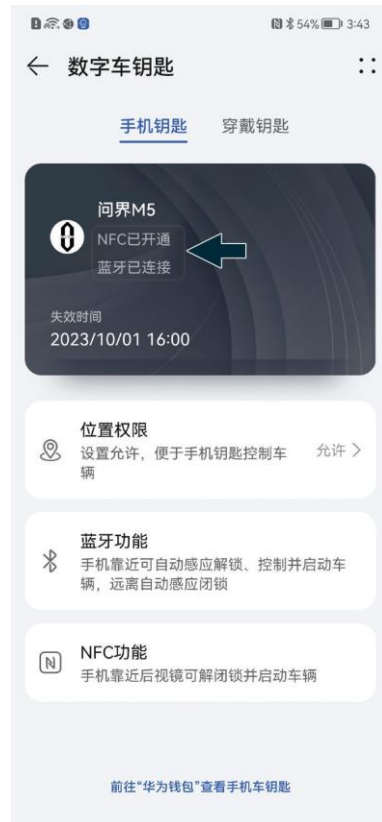 54% 3:43
数字车钥匙
手机钥匙 穿戴钥匙
问界M5
NFC已开通
蓝牙已连接
失效时间
2023/10/01 16:00
位置权限
设置允许，便于手机钥匙控制车
辆
允许
蓝牙功能
手机靠近可自动感应解锁、控制并启动车
辆，远离自动感应闭锁
NFC功能
手机靠近后视镜可解闭锁并启动车辆
前往“华为钱包”查看手机车钥匙